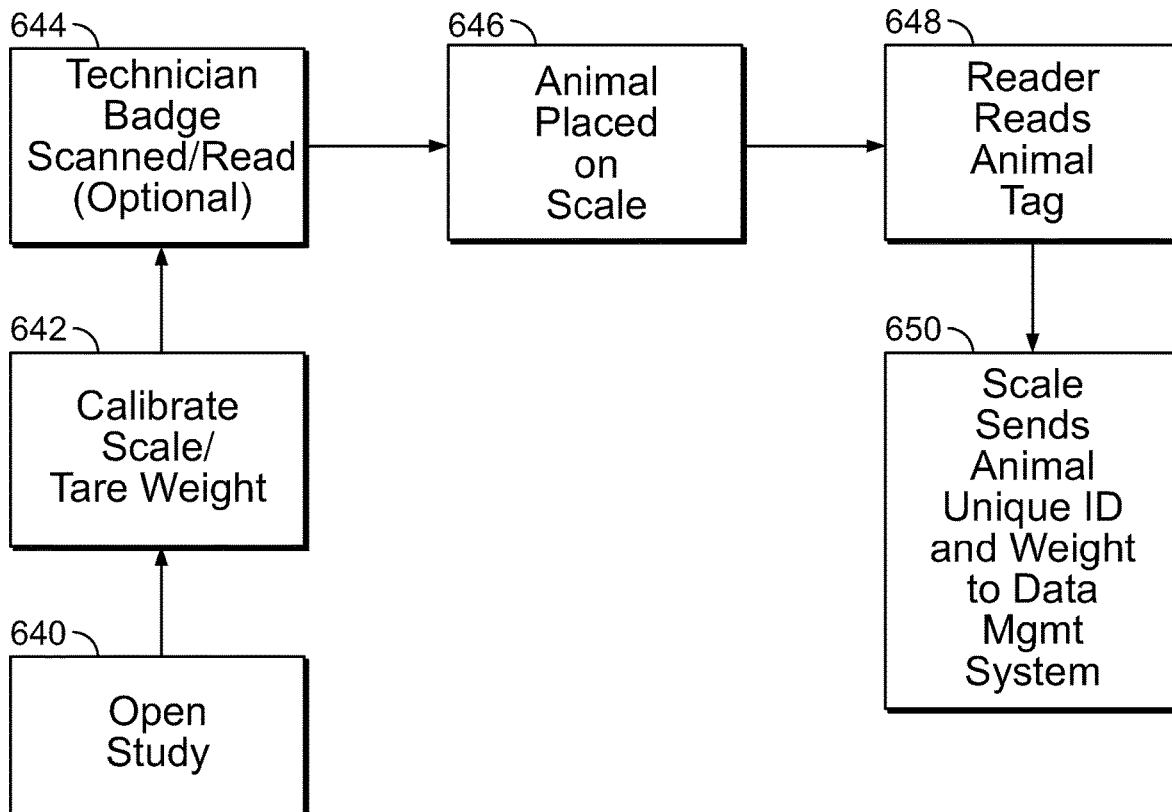 644
Technician
Badge
Scanned/Read
(Optional)
646
Animal
Placed
on
Scale
648
Reader
Reads
Animal
Tag
642
Calibrate
Scale/
Tare Weight
650
Scale
Sends
Animal
Unique ID
and Weight
to Data
Mgmt
System
640
Open
Study